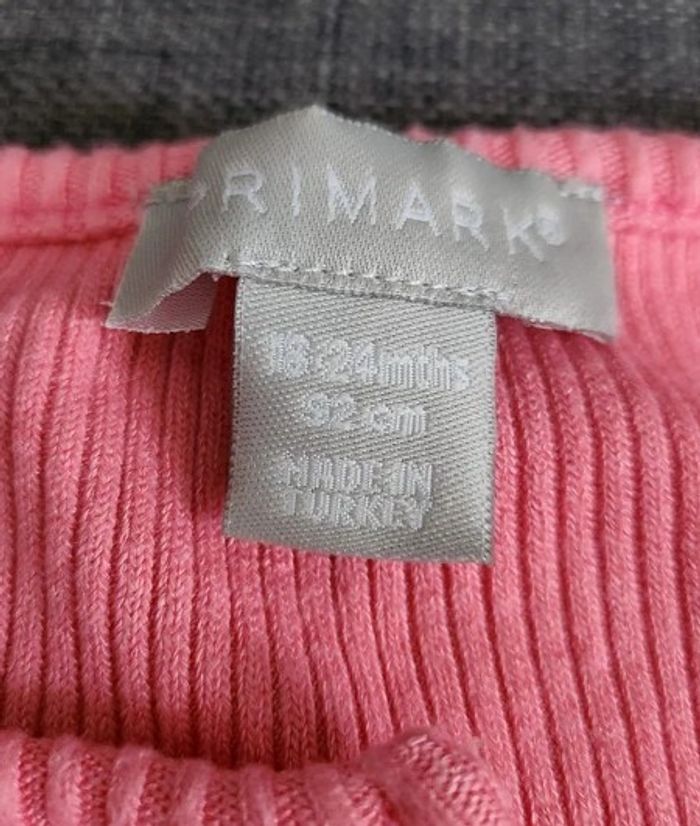 PRIMARK®
18/24mths
92 cm
MADE IN
TURKEY